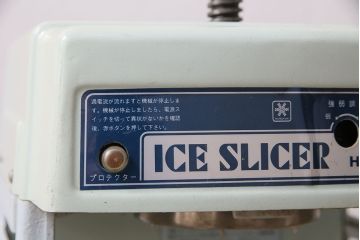 過電流が流れますと機械が停止しま
す。機械が停止しましたら、電源ス
イッチを切って異状がないかを確認
後、赤ボタンを押して下さい。
強弱調
弱
プロテクター
ICE SLICER H